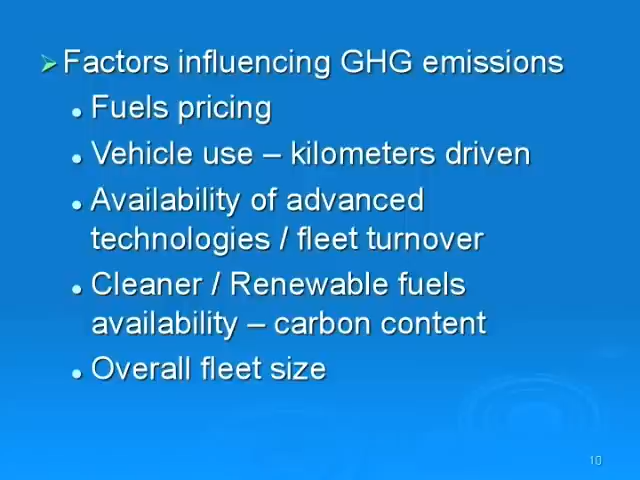 Factors influencing GHG emissions
Fuels pricing
Vehicle use – kilometers driven
Availability of advanced
technologies / fleet turnover
Cleaner / Renewable fuels
availability – carbon content
Overall fleet size
10